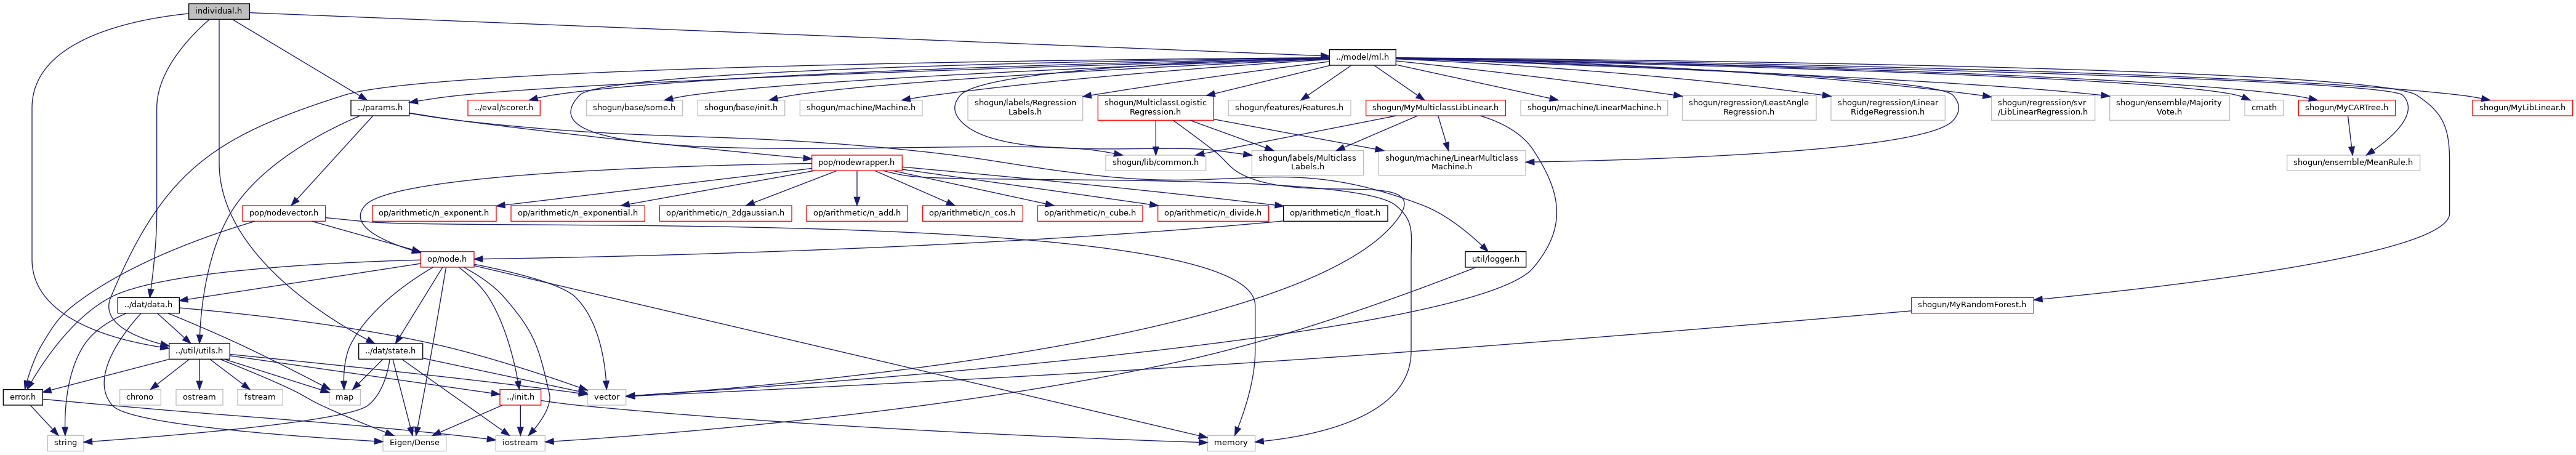 individual.h
../model/ml.h
../params.h
../eval/scorer.h
shogun/base/some.h
shogun/base/init.h
shogun/machine/Machine.h
shogun/labels/Regression
Labels.h
shogun/MulticlassLogistic
Regression.h
shogun/features/Features.h
shogun/MyMulticlassLibLinear.h
shogun/machine/LinearMachine.h
shogun/regression/LeastAngle
Regression.h
shogun/regression/Linear
RidgeRegression.h
shogun/regression/svr
/LibLinearRegression.h
shogun/ensemble/Majority
Vote.h
cmath
shogun/MyCARTree.h
shogun/MyLibLinear.h
pop/nodewrapper.h
shogun/lib/common.h
shogun/labels/Multiclass
Labels.h
shogun/machine/LinearMulticlass
Machine.h
shogun/ensemble/MeanRule.h
pop/nodevector.h
op/arithmetic/n_exponent.h
op/arithmetic/n_exponential.h
op/arithmetic/n_2dgaussian.h
op/arithmetic/n_add.h
op/arithmetic/n_cos.h
op/arithmetic/n_cube.h
op/arithmetic/n_divide.h
op/arithmetic/n_float.h
op/node.h
util/logger.h
../dat/data.h
shogun/MyRandomForest.h
../util/utils.h
../dat/state.h
error.h
chrono
ostream
fstream
map
../init.h
vector
string
Eigen/Dense
iostream
memory